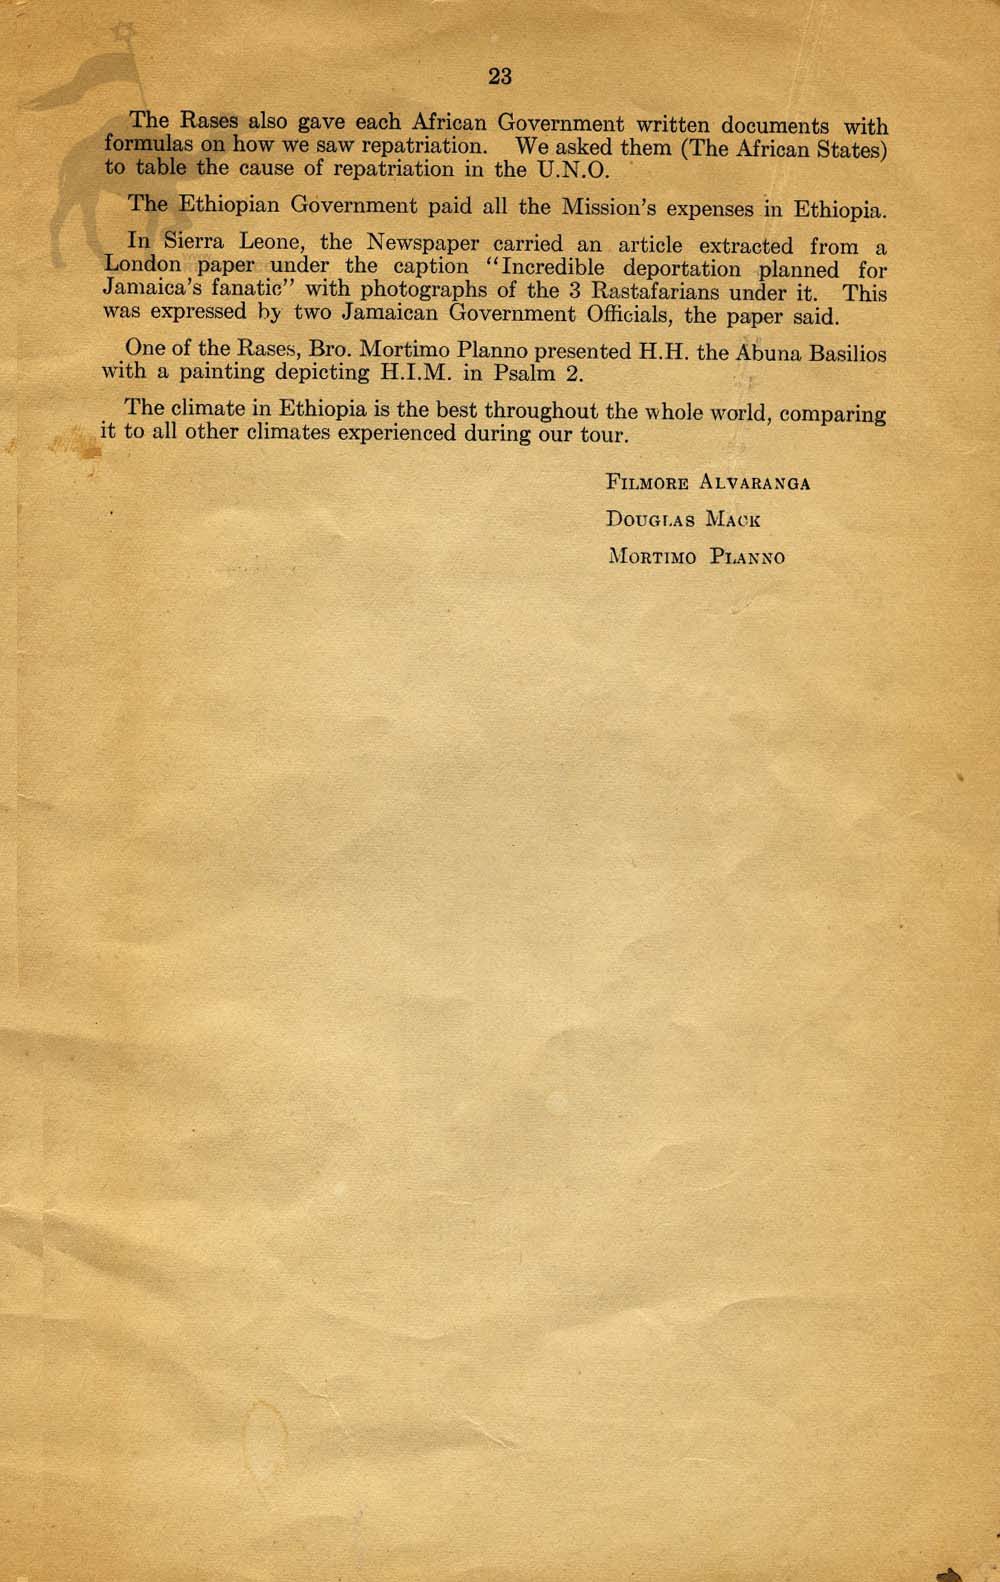 23
The Rases also gave each African Government written documents with
formulas on how we saw repatriation. We asked them (The African States)
to table the cause of repatriation in the U.N.O.
The Ethiopian Government paid all the Mission's expenses in Ethiopia.
In Sierra Leone, the Newspaper carried an article extracted from a
London paper under the caption "Incredible deportation planned for
Jamaica's fanatic" with photographs of the 3 Rastafarians under it. This
was expressed by two Jamaican Government Officials, the paper said.
One of the Rases, Bro. Mortimo Planno presented H.H. the Abuna Basilios
with a painting depicting H.I.M. in Psalm 2.
The climate in Ethiopia is the best throughout the whole world, comparing
it to all other climates experienced during our tour.
FILMORE ALVARANGA
DOUGLAS MACK
MORTIMO PLANNO